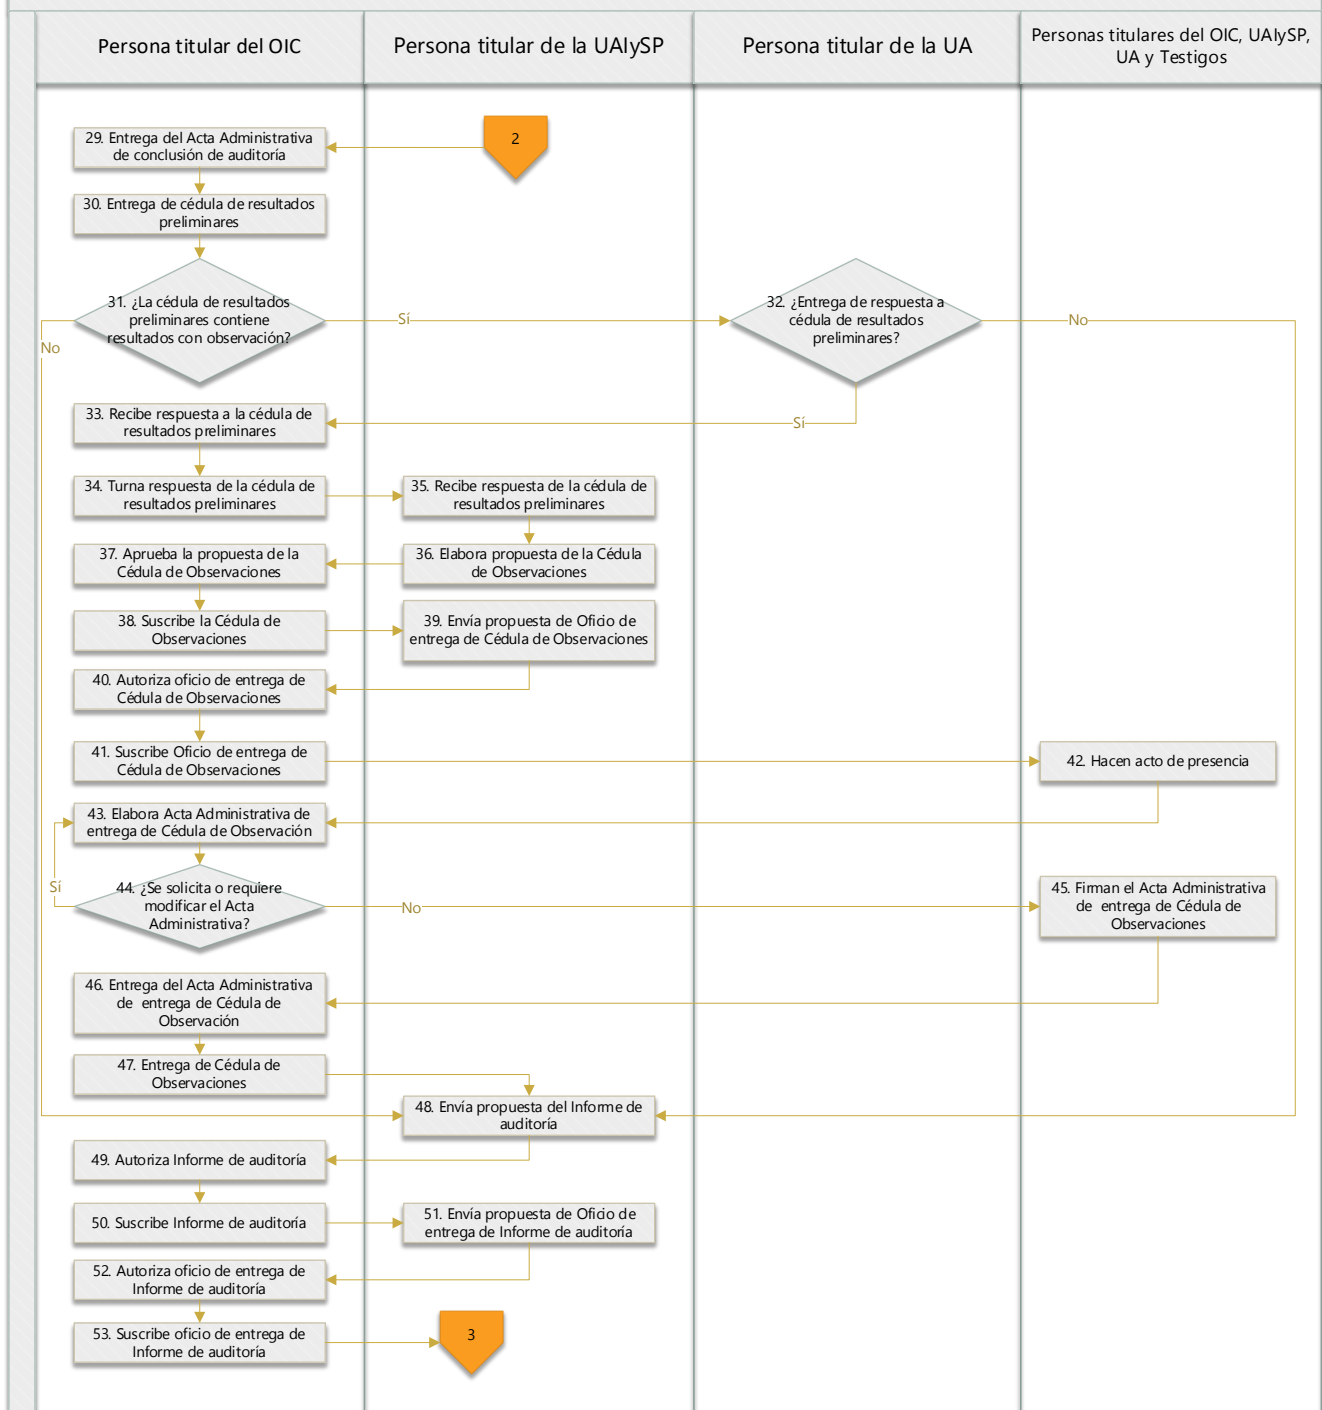 Persona titular del OIC
Persona titular de la UAIySP
Persona titular de la UA
Personas titulares del OIC, UAIySP,
UA y Testigos
2
29. Entrega del Acta Administrativa
de conclusión de auditoría
30. Entrega de cédula de resultados
preliminares
31. ¿La cédula de resultados
preliminares contiene
resultados con observación?
Sí
No
32. ¿Entrega de respuesta a
cédula de resultados
preliminares?
No
Sí
33. Recibe respuesta a la cédula de
resultados preliminares
34. Turna respuesta de la cédula de
resultados preliminares
35. Recibe respuesta de la cédula de
resultados preliminares
37. Aprueba la propuesta de la
Cédula de Observaciones
36. Elabora propuesta de la Cédula
de Observaciones
38. Suscribe la Cédula de
Observaciones
39. Envía propuesta de Oficio de
entrega de Cédula de Observaciones
40. Autoriza oficio de entrega de
Cédula de Observaciones
41. Suscribe Oficio de entrega de
Cédula de Observaciones
42. Hacen acto de presencia
43. Elabora Acta Administrativa de
entrega de Cédula de Observación
Sí
44. ¿Se solicita o requiere
modificar el Acta
Administrativa?
No
45. Firman el Acta Administrativa
de entrega de Cédula de
Observaciones
46. Entrega del Acta Administrativa
de entrega de Cédula de
Observación
47. Entrega de Cédula de
Observaciones
48. Envía propuesta del Informe de
auditoría
49. Autoriza Informe de auditoría
50. Suscribe Informe de auditoría
51. Envía propuesta de Oficio de
entrega de Informe de auditoría
52. Autoriza oficio de entrega de
Informe de auditoría
53. Suscribe oficio de entrega de
Informe de auditoría
3